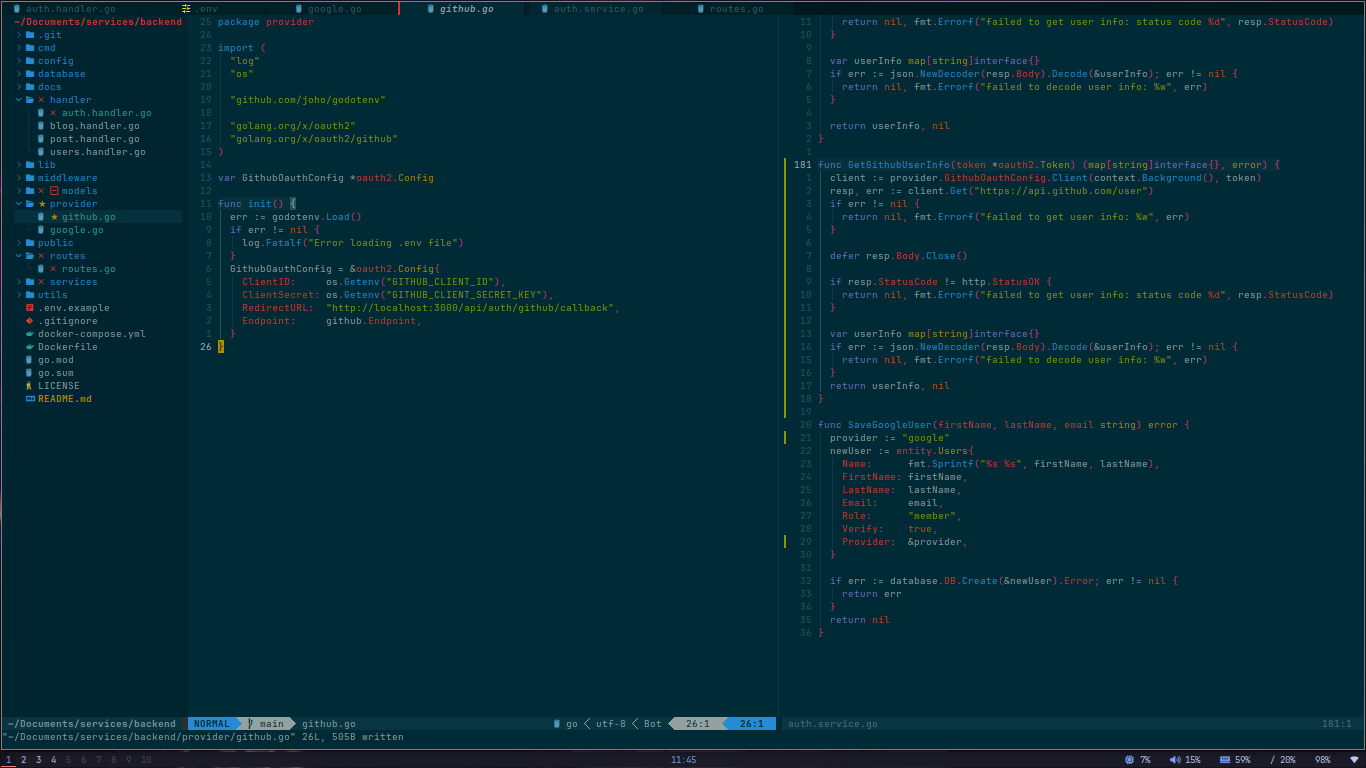 auth.handler.go .env google.go github.go auth.service.go routes.go
~/Documents/services/backend
.git
cmd
config
database
docs
handler
auth.handler.go
blog.handler.go
post.handler.go
users.handler.go
lib
middleware
models
provider
github.go
google.go
public
routes
routes.go
services
utils
.env.example
.gitignore
docker-compose.yml
Dockerfile
go.mod
go.sum
LICENSE
README.md
~/Documents/services/backend
25 package provider
24
23 import (
22 "log"
21 "os"
20
19 "github.com/joho/godotenv"
18
17 "golang.org/x/oauth2"
16 "golang.org/x/oauth2/github"
15 )
14
13 var GithubOauthConfig *oauth2.Config
12
11 func init() {
10 err := godotenv.Load()
9 if err != nil {
8 log.Fatalf("Error loading .env file")
7 }
6 GithubOauthConfig = &oauth2.Config{
5 ClientID: os.Getenv("GITHUB_CLIENT_ID"),
4 ClientSecret: os.Getenv("GITHUB_CLIENT_SECRET_KEY"),
3 RedirectURL: "http://localhost:3000/api/auth/github/callback",
2 Endpoint: github.Endpoint,
1 }
26 }
NORMAL main github.go go utf-8 Bot 26:1 26:1
11 return nil, fmt.Errorf("failed to get user info: status code %d", resp.StatusCode)
10 }
9
8 var userInfo map[string]interface{}
7 if err := json.NewDecoder(resp.Body).Decode(&userInfo); err != nil {
6 return nil, fmt.Errorf("failed to decode user info: %w", err)
5 }
4
3 return userInfo, nil
2 }
1
181 func GetGithubUserInfo(token *oauth2.Token) (map[string]interface{}, error) {
1 client := provider.GithubOauthConfig.Client(context.Background(), token)
2 resp, err := client.Get("https://api.github.com/user")
3 if err != nil {
4 return nil, fmt.Errorf("failed to get user info: %w", err)
5 }
6
7 defer resp.Body.Close()
8
9 if resp.StatusCode != http.StatusOK {
10 return nil, fmt.Errorf("failed to get user info: status code %d", resp.StatusCode)
11 }
12
13 var userInfo map[string]interface{}
14 if err := json.NewDecoder(resp.Body).Decode(&userInfo); err != nil {
15 return nil, fmt.Errorf("failed to decode user info: %w", err)
16 }
17 return userInfo, nil
18 }
19
20 func SaveGoogleUser(firstName, lastName, email string) error {
21 provider := "google"
22 newUser := entity.Users{
23 Name: fmt.Sprintf("%s %s", firstName, lastName),
24 FirstName: firstName,
25 LastName: lastName,
26 Email: email,
27 Role: "member",
28 Verify: true,
29 Provider: &provider,
30 }
31
32 if err := database.DB.Create(&newUser).Error; err != nil {
33 return err
34 }
35 return nil
36 }
auth.service.go 181:1
"~/Documents/services/backend/provider/github.go" 26L, 505B written
1 2 3 4 5 6 7 8 9 10 11:45 7% 15% 59% / 20% 98%